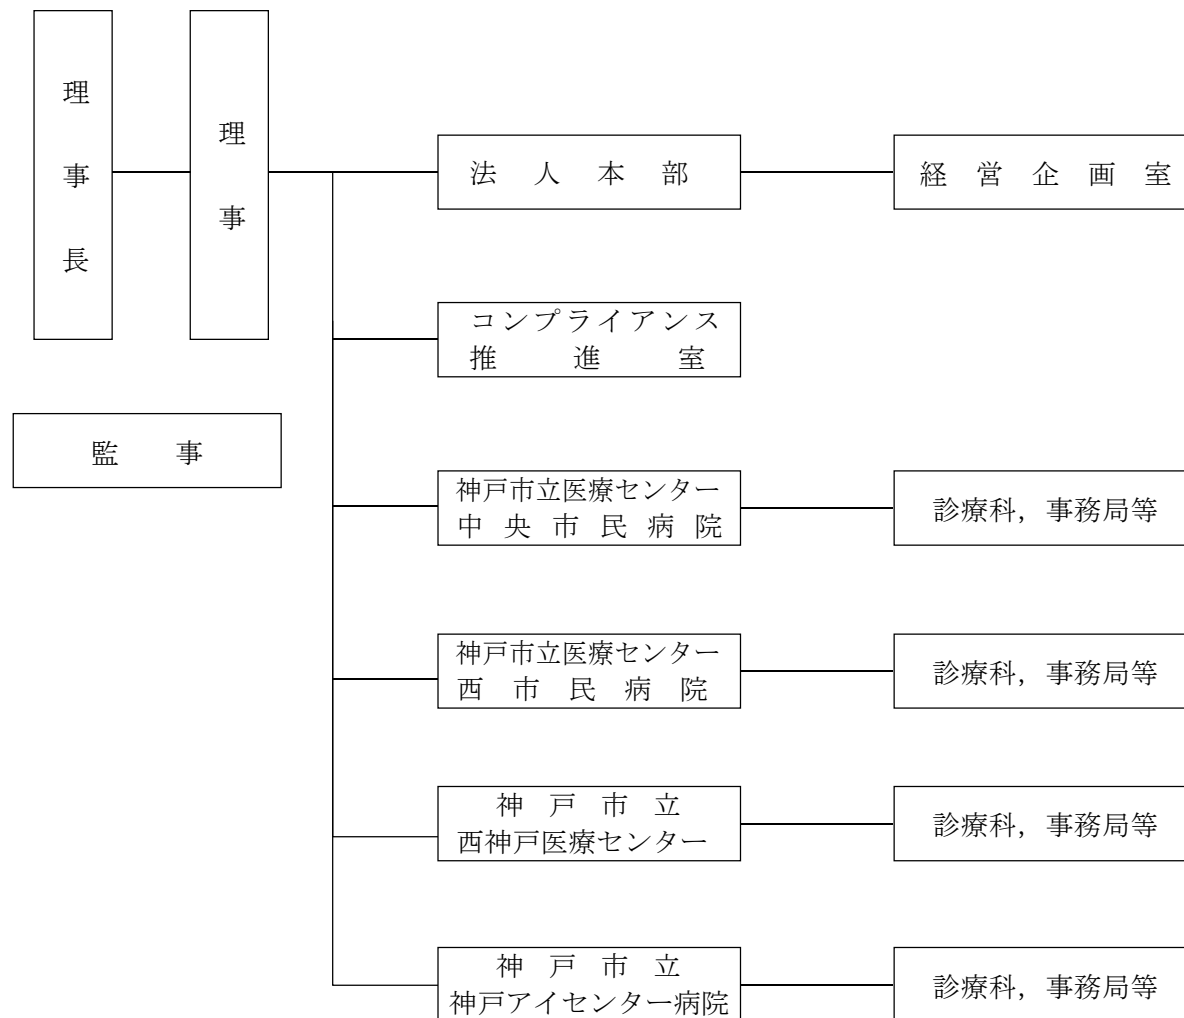 理事長
理事
法人本部
経営企画室
コンプライアンス
推進室
監事
神戸市立医療センター
中央市民病院
診療科，事務局等
神戸市立医療センター
西市民病院
診療科，事務局等
神戸市立
西神戸医療センター
診療科，事務局等
神戸市立
神戸アイセンター病院
診療科，事務局等